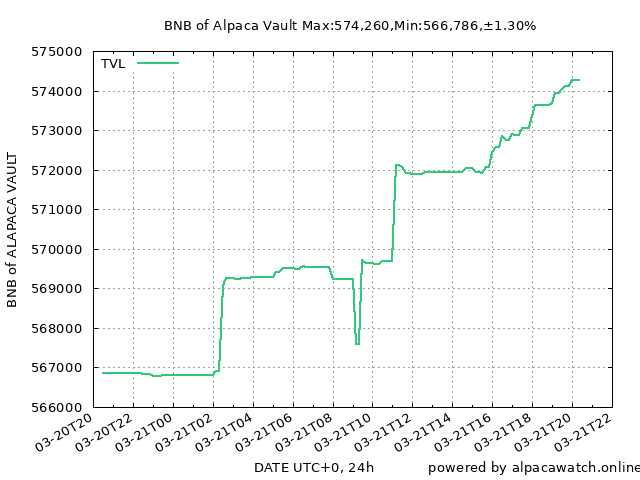 BNB of Alpaca Vault Max:574,260,Min:566,786,±1.30%
575000
574000
573000
572000
571000
570000
569000
568000
567000
566000
TVL
BNB of ALAPACA VAULT
03-20T20
03-20T22
03-21T00
03-21T02
03-21T04
03-21T06
03-21T08
03-21T10
03-21T12
03-21T14
03-21T16
03-21T18
03-21T20
03-21T22
DATE UTC+0, 24h
powered by alpacawatch.online